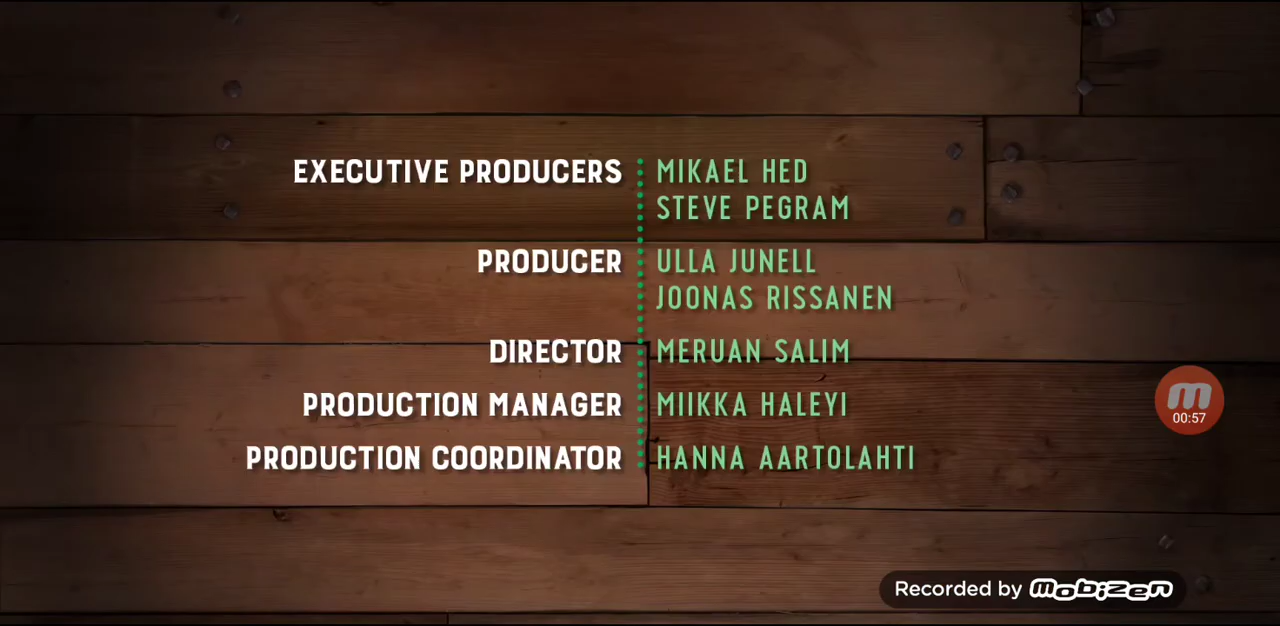 EXECUTIVE PRODUCERS MIKAEL HED
STEVE PEGRAM
PRODUCER ULLA JUNELL
JOONAS RISSANEN
DIRECTOR MERUAN SALIM
PRODUCTION MANAGER MIIKKA HALEYI
PRODUCTION COORDINATOR HANNA AARTOLAHTI
m
00:57
Recorded by mobizen